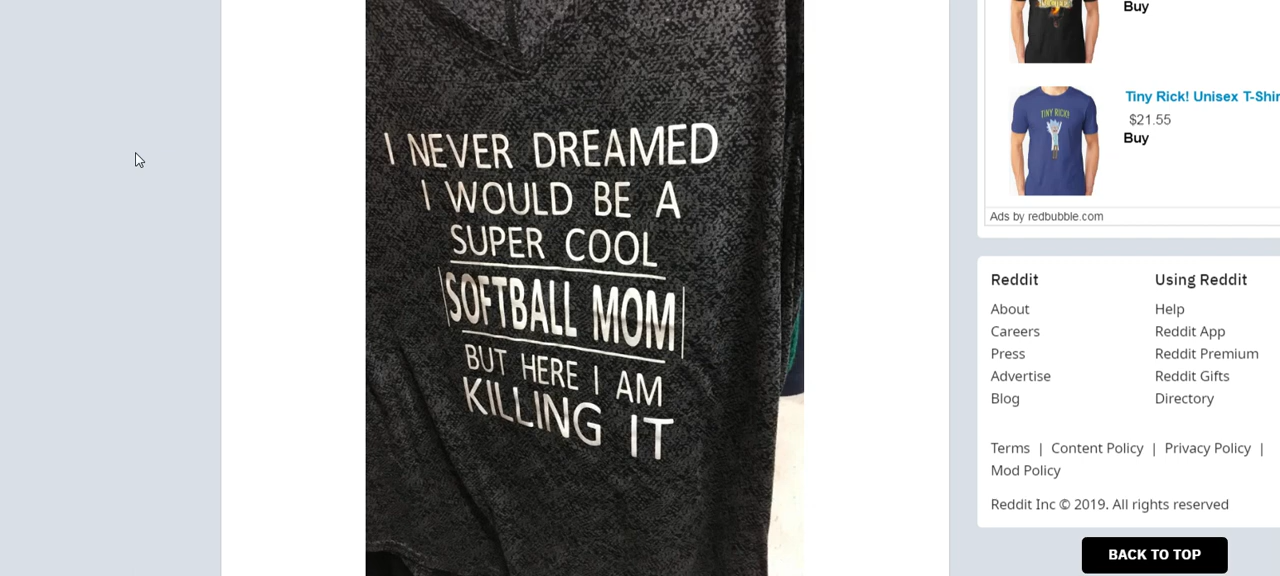 I NEVER DREAMED
I WOULD BE A
SUPER COOL
SOFTBALL MOM
BUT HERE I AM
KILLING IT
Buy
TINY RICK!
Tiny Rick! Unisex T-Shir
$21.55
Buy
Ads by redbubble.com
Reddit
Using Reddit
About
Help
Careers
Reddit App
Press
Reddit Premium
Advertise
Reddit Gifts
Blog
Directory
Terms | Content Policy | Privacy Policy |
Mod Policy
Reddit Inc © 2019. All rights reserved
BACK TO TOP